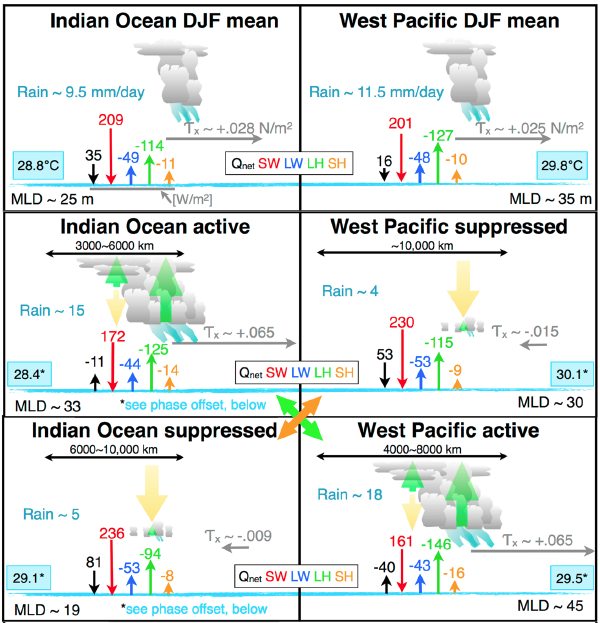 Indian Ocean DJF mean
Rain ~ 9.5 mm/day
209
τx ~ +.028 N/m²
-114
35
-49
-11
28.8°C
Qnet SW LW LH SH
MLD ~ 25 m
[W/m²]
West Pacific DJF mean
Rain ~ 11.5 mm/day
201
τx ~ +.025 N/m²
-127
16
-48
-10
29.8°C
MLD ~ 35 m
Indian Ocean active
3000~6000 km
Rain ~ 15
172
τx ~ +.065
-125
-11
-44
-14
28.4*
Qnet SW LW LH SH
MLD ~ 33
*see phase offset, below
West Pacific suppressed
~10,000 km
Rain ~ 4
230
τx ~ -.015
-115
53
-53
-9
30.1*
MLD ~ 30
Indian Ocean suppressed
6000~10,000 km
Rain ~ 5
236
τx ~ -.009
-94
81
-53
-8
29.1*
Qnet SW LW LH SH
MLD ~ 19
*see phase offset, below
West Pacific active
4000~8000 km
Rain ~ 18
161
τx ~ +.065
-146
-40
-43
-16
29.5*
MLD ~ 45